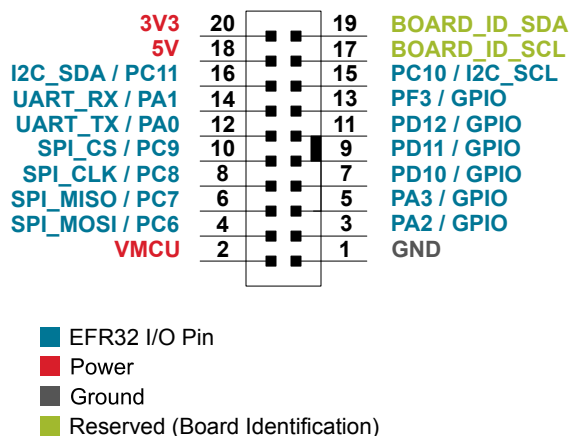 3V3 20 19 BOARD_ID_SDA
5V 18 17 BOARD_ID_SCL
I2C_SDA / PC11 16 15 PC10 / I2C_SCL
UART_RX / PA1 14 13 PF3 / GPIO
UART_TX / PA0 12 11 PD12 / GPIO
SPI_CS / PC9 10 9 PD11 / GPIO
SPI_CLK / PC8 8 7 PD10 / GPIO
SPI_MISO / PC7 6 5 PA3 / GPIO
SPI_MOSI / PC6 4 3 PA2 / GPIO
VMCU 2 1 GND
EFR32 I/O Pin
Power
Ground
Reserved (Board Identification)